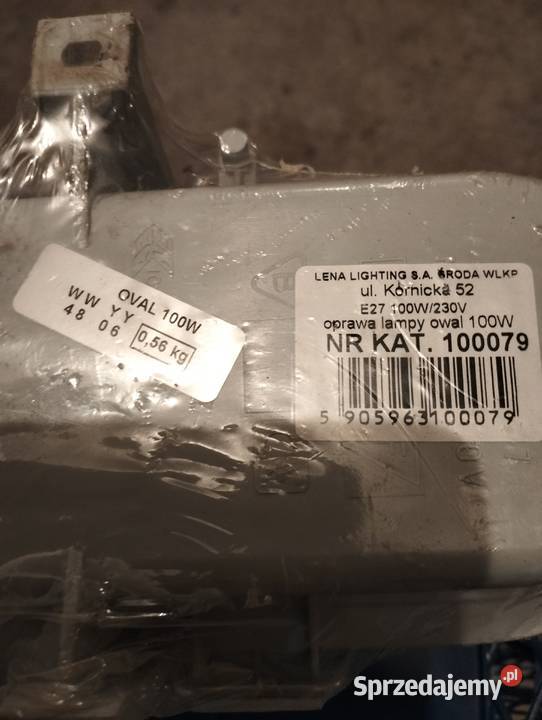 OVAL 100W
WW YY
48 06 0,56 kg
LENA LIGHTING S.A. ŚRODA WLKP
ul. Kórnicka 52
E27 100W/230V
oprawa lampy owal 100W
NR KAT. 100079
5 905963 100079
Sprzedajemy.pl